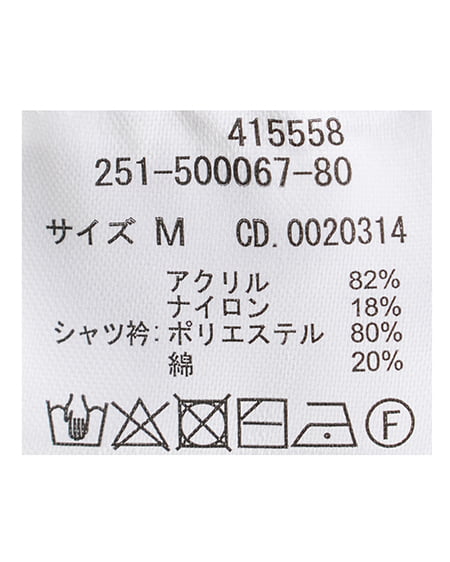 415558
251-500067-80
サイズ M CD.0020314
アクリル 82%
ナイロン 18%
シャツ衿:ポリエステル 80%
綿 20%
F